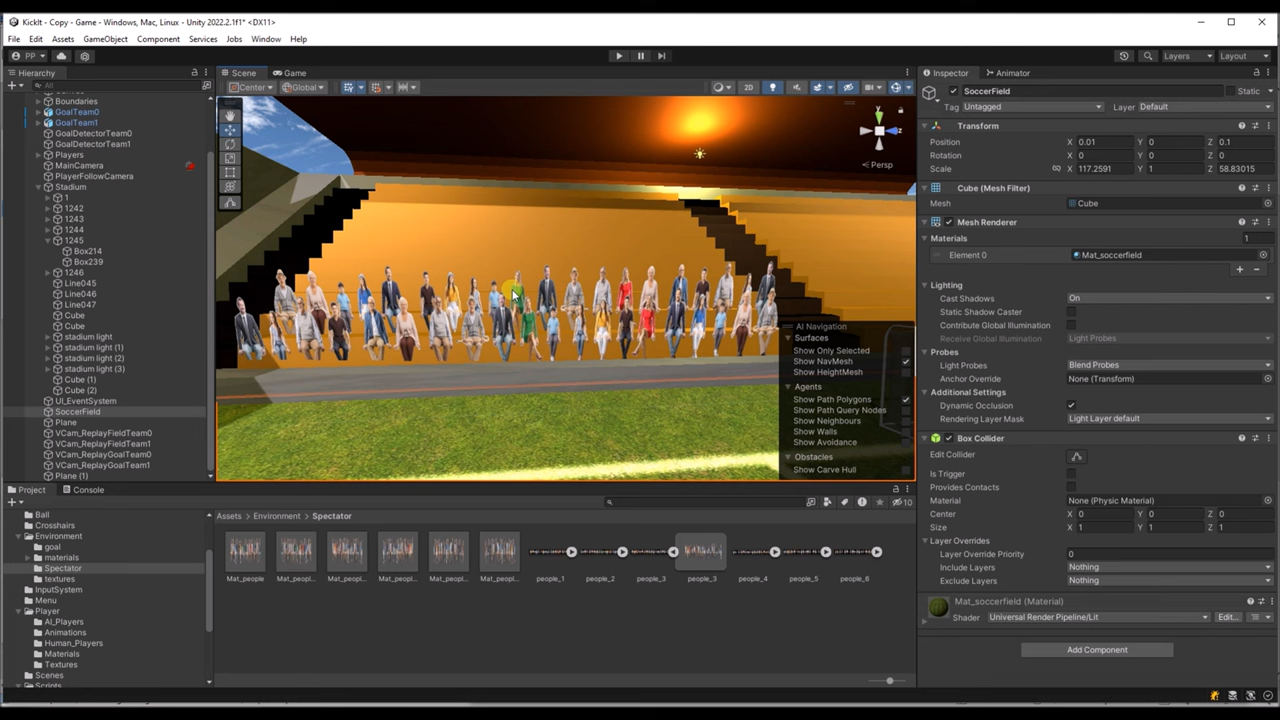 KickIt - Copy - Game - Windows, Mac, Linux - Unity 2022.2.1f1* <DX11>
File Edit Assets GameObject Component Services Jobs Window Help
PP Layers Layout
Hierarchy
All
Boundaries
GoalTeam0
GoalTeam1
GoalDetectorTeam0
GoalDetectorTeam1
Players
MainCamera
PlayerFollowCamera
Stadium
1
1242
1243
1244
1245
Box214
Box239
1246
Line045
Line046
Line047
Cube
Cube
stadium light
stadium light (1)
stadium light (2)
stadium light (3)
Cube (1)
Cube (2)
UI_EventSystem
SoccerField
Plane
VCam_ReplayFieldTeam0
VCam_ReplayFieldTeam1
VCam_ReplayGoalTeam0
VCam_ReplayGoalTeam1
Plane (1)
Scene Game
Center Global 2D
y
z
Persp
AI Navigation
Surfaces
Show Only Selected
Show NavMesh
Show HeightMesh
Agents
Show Path Polygons
Show Path Query Nodes
Show Neighbours
Show Walls
Show Avoidance
Obstacles
Show Carve Hull
Project Console
Ball
Crosshairs
Environment
goal
materials
Spectator
textures
InputSystem
Menu
Player
AI_Players
Animations
Human_Players
Materials
Textures
Scenes
Scripts
10
Assets > Environment > Spectator
Mat_people Mat_peopl... Mat_peopl... Mat_peopl... Mat_peopl... Mat_peopl... people_1 people_2 people_3 people_3 people_4 people_5 people_6
Inspector Animator
SoccerField Static
Tag Untagged Layer Default
Transform
Position X 0.01 Y 0 Z 0.1
Rotation X 0 Y 0 Z 0
Scale X 117.2591 Y 1 Z 58.83015
Cube (Mesh Filter)
Mesh Cube
Mesh Renderer
Materials 1
Element 0 Mat_soccerfield
Lighting
Cast Shadows On
Static Shadow Caster
Contribute Global Illumination
Receive Global Illumination Light Probes
Probes
Light Probes Blend Probes
Anchor Override None (Transform)
Additional Settings
Dynamic Occlusion
Rendering Layer Mask Light Layer default
Box Collider
Edit Collider
Is Trigger
Provides Contacts
Material None (Physic Material)
Center X 0 Y 0 Z 0
Size X 1 Y 1 Z 1
Layer Overrides
Layer Override Priority 0
Include Layers Nothing
Exclude Layers Nothing
Mat_soccerfield (Material)
Shader Universal Render Pipeline/Lit Edit...
Add Component